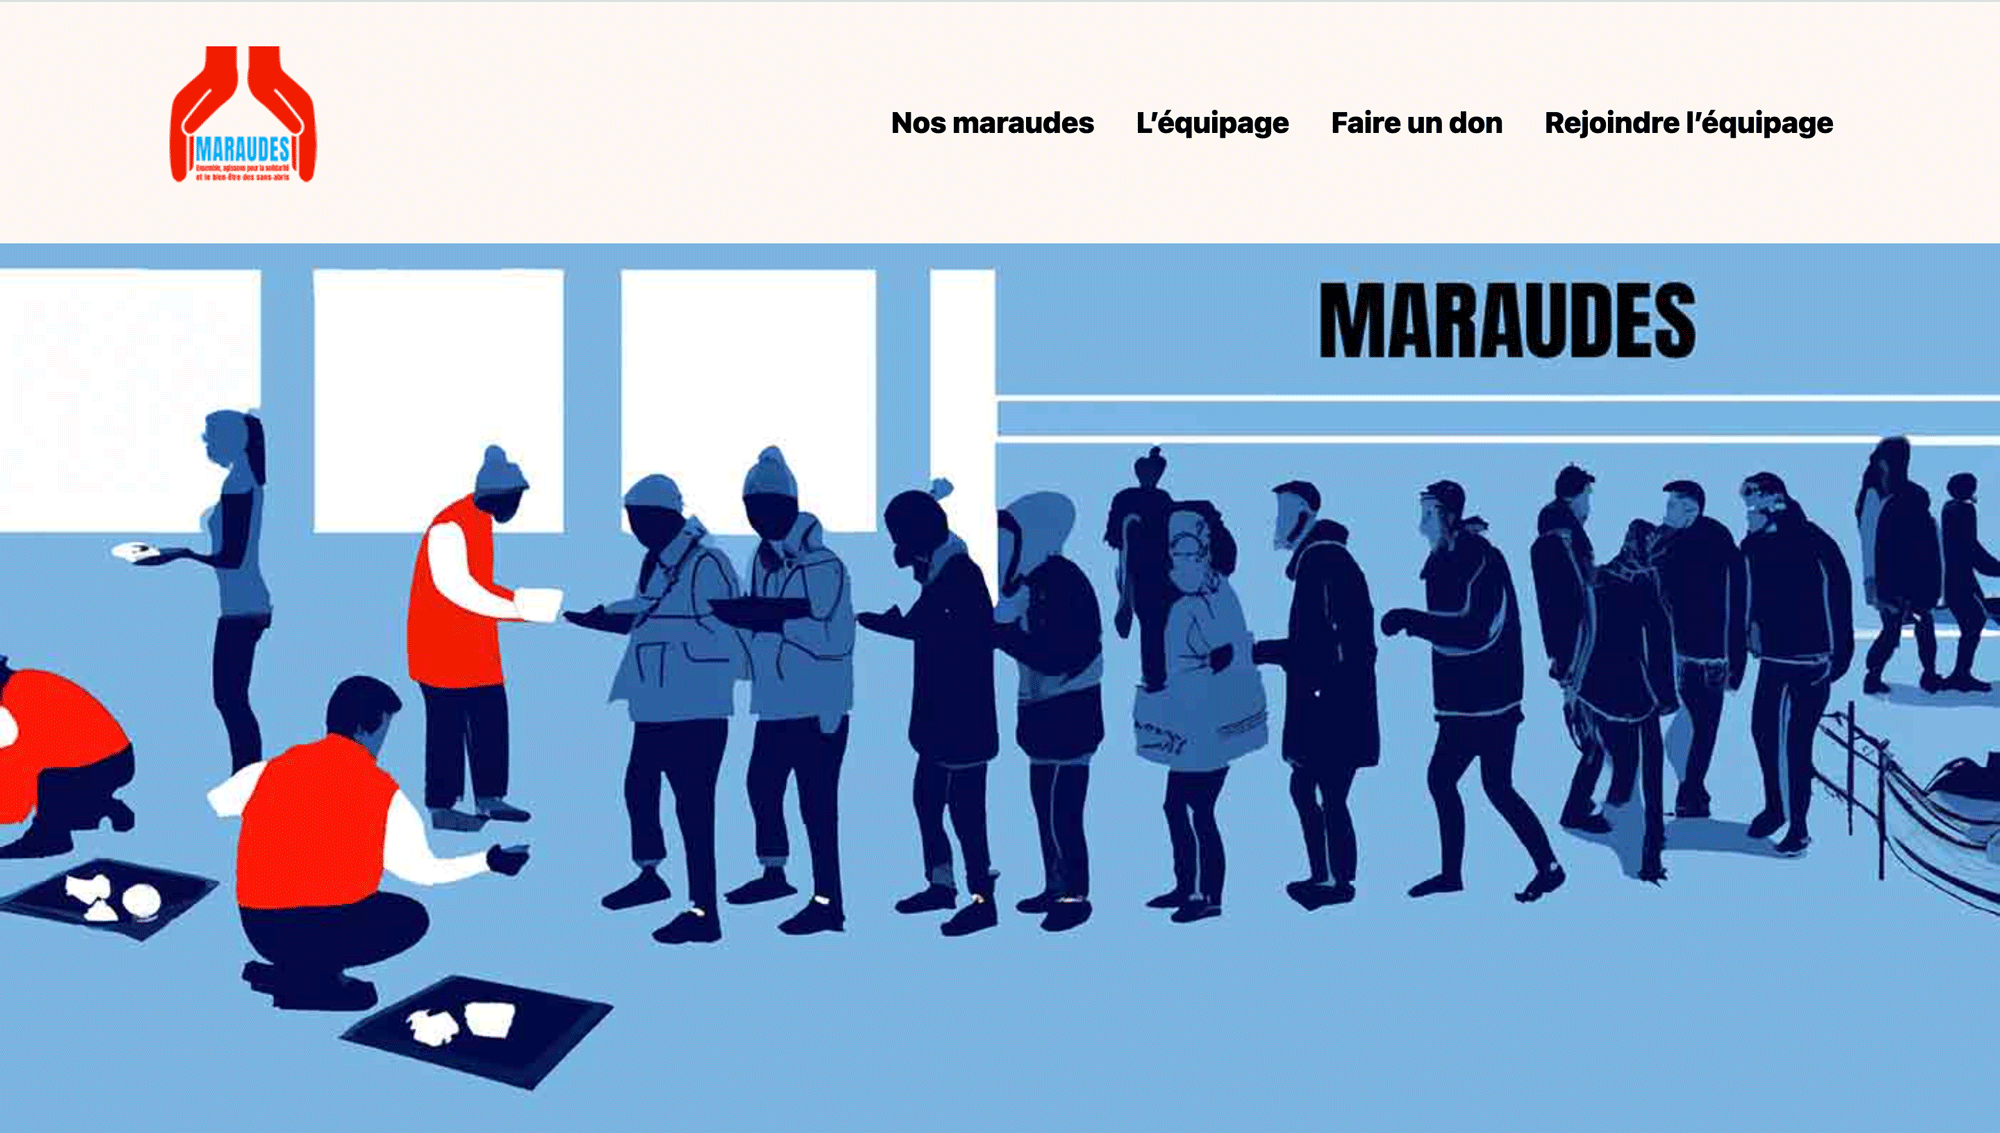 MARAUDES
Ensemble, agissons pour la solidarité
et le bien-être des sans-abris
Nos maraudes L’équipage Faire un don Rejoindre l’équipage
MARAUDES